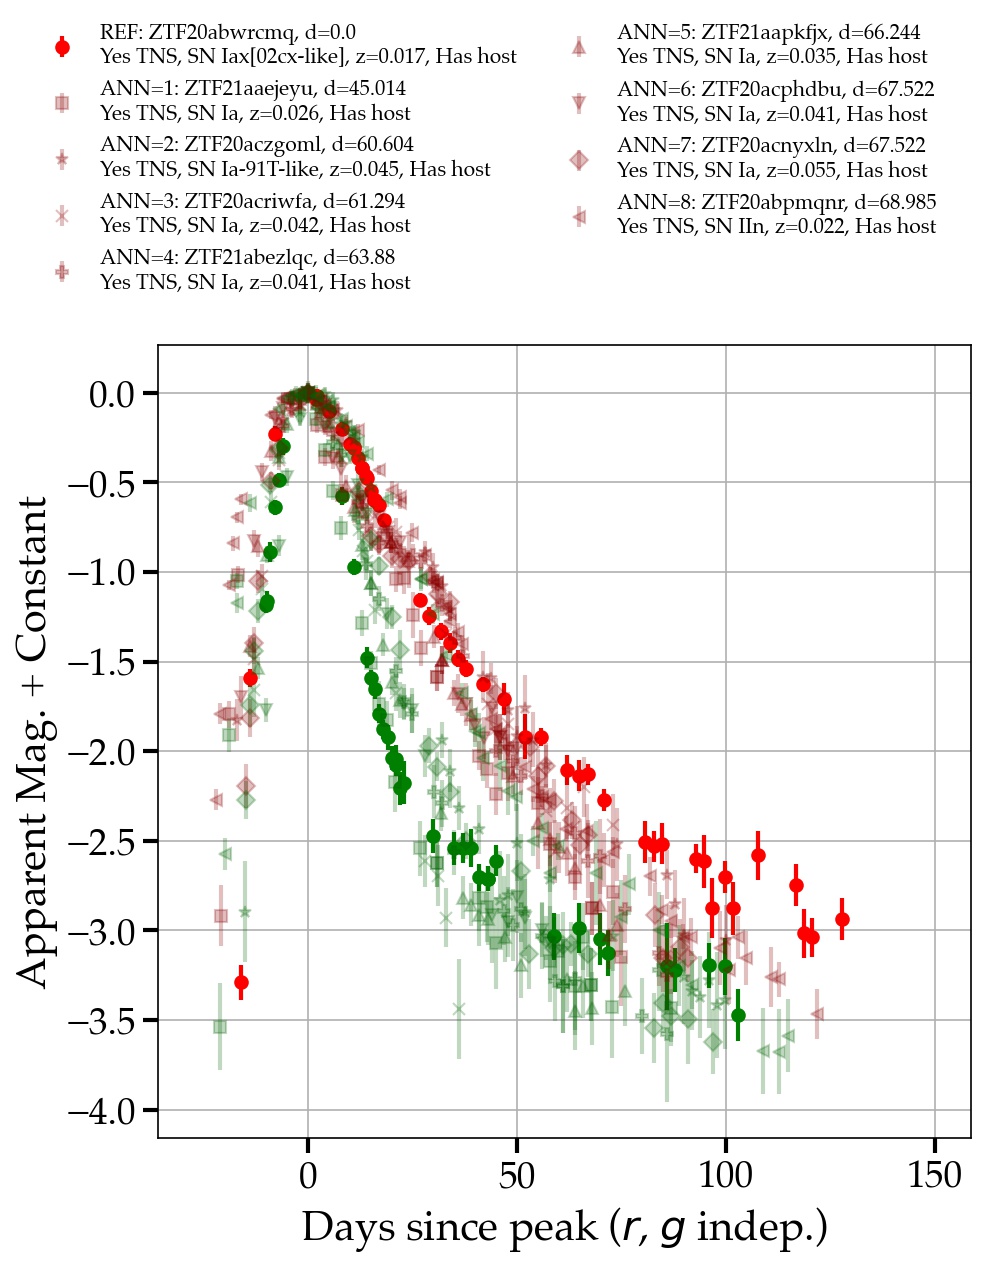 REF: ZTF20abwrcmq, d=0.0
Yes TNS, SN Iax[02cx-like], z=0.017, Has host
ANN=1: ZTF21aaejeyu, d=45.014
Yes TNS, SN Ia, z=0.026, Has host
ANN=2: ZTF20aczgoml, d=60.604
Yes TNS, SN Ia-91T-like, z=0.045, Has host
ANN=3: ZTF20acriwfa, d=61.294
Yes TNS, SN Ia, z=0.042, Has host
ANN=4: ZTF21abezlqc, d=63.88
Yes TNS, SN Ia, z=0.041, Has host
ANN=5: ZTF21aapkfjx, d=66.244
Yes TNS, SN Ia, z=0.035, Has host
ANN=6: ZTF20acphdbu, d=67.522
Yes TNS, SN Ia, z=0.041, Has host
ANN=7: ZTF20acnyxln, d=67.522
Yes TNS, SN Ia, z=0.055, Has host
ANN=8: ZTF20abpmqnr, d=68.985
Yes TNS, SN IIn, z=0.022, Has host
Apparent Mag. + Constant
0.0
−0.5
−1.0
−1.5
−2.0
−2.5
−3.0
−3.5
−4.0
0 50 100 150
Days since peak (r, g indep.)